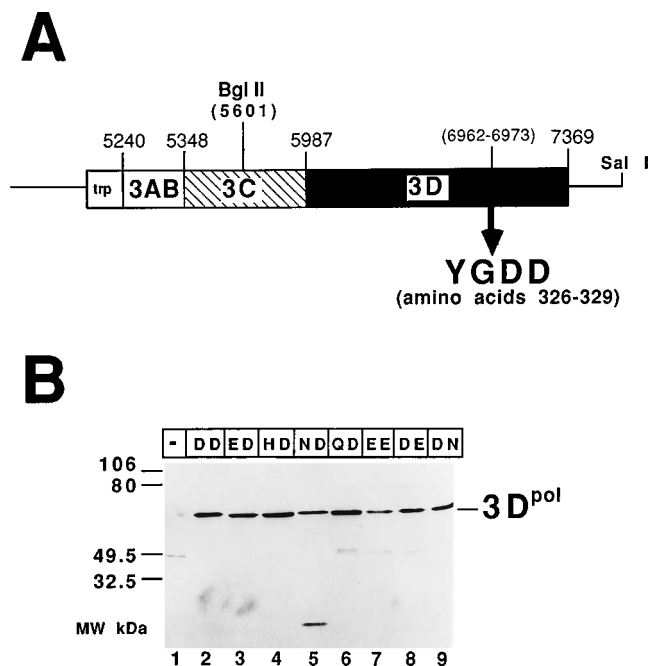 A
Bgl II
(5601)
5240 5348 5987 (6962-6973) 7369
Sal I
trp 3AB 3C 3D
YGDD
(amino acids 326-329)
B
- DD ED HD ND QD EE DE DN
106
80
3Dpol
49.5
32.5
MW kDa
1 2 3 4 5 6 7 8 9